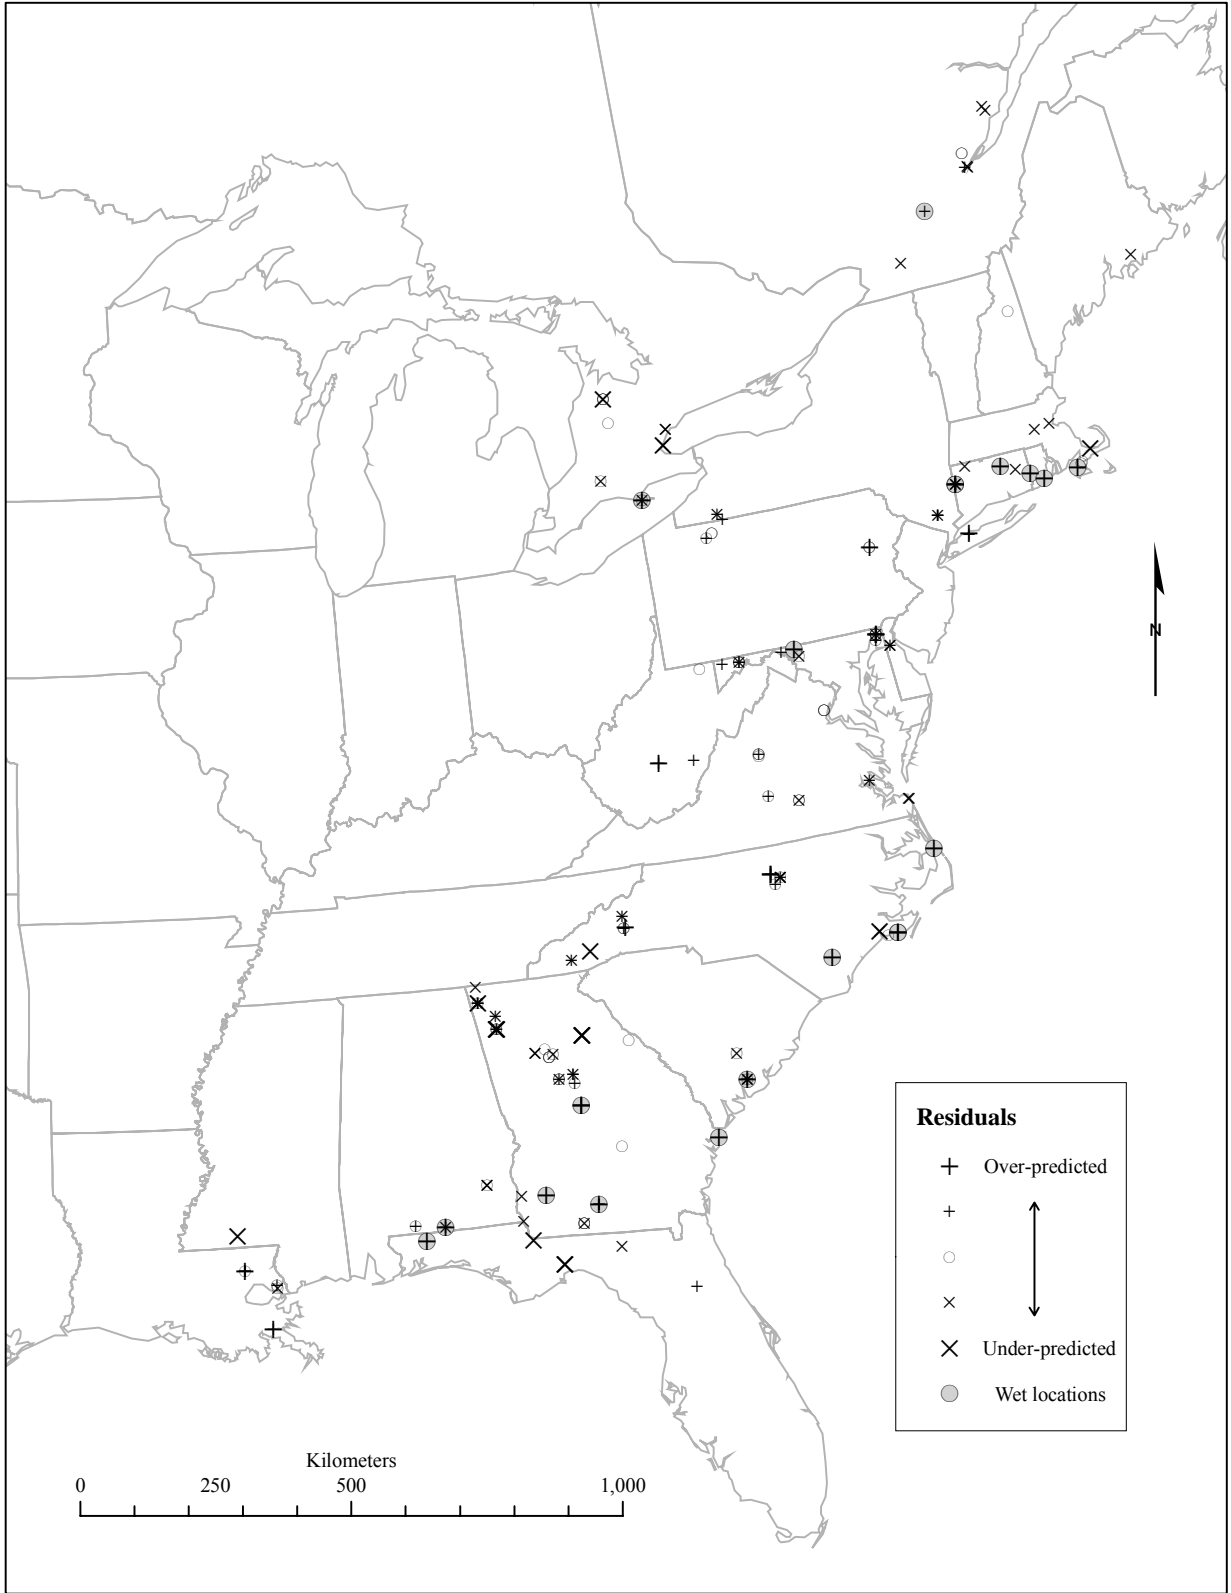 N
Residuals
Over-predicted
Under-predicted
Wet locations
Kilometers
0 250 500 1,000